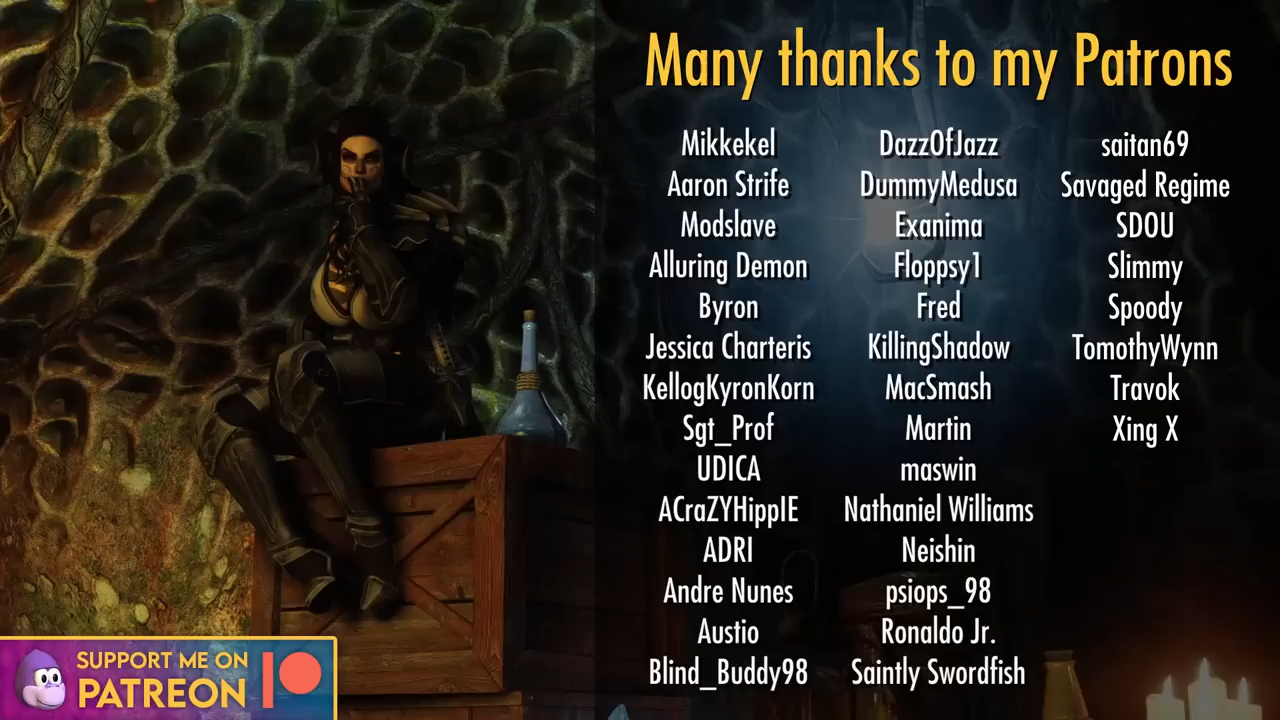 Many thanks to my Patrons
Mikkekel
Aaron Strife
Modslave
Alluring Demon
Byron
Jessica Charteris
KellogKyronKorn
Sgt_Prof
UDICA
ACraZYHippIE
ADRI
Andre Nunes
Austio
Blind_Buddy98
DazzOfJazz
DummyMedusa
Exanima
Floppsy1
Fred
KillingShadow
MacSmash
Martin
maswin
Nathaniel Williams
Neishin
psiops_98
Ronaldo Jr.
Saintly Swordfish
saitan69
Savaged Regime
SDOU
Slimmy
Spoody
TomothyWynn
Travok
Xing X
SUPPORT ME ON
PATREON